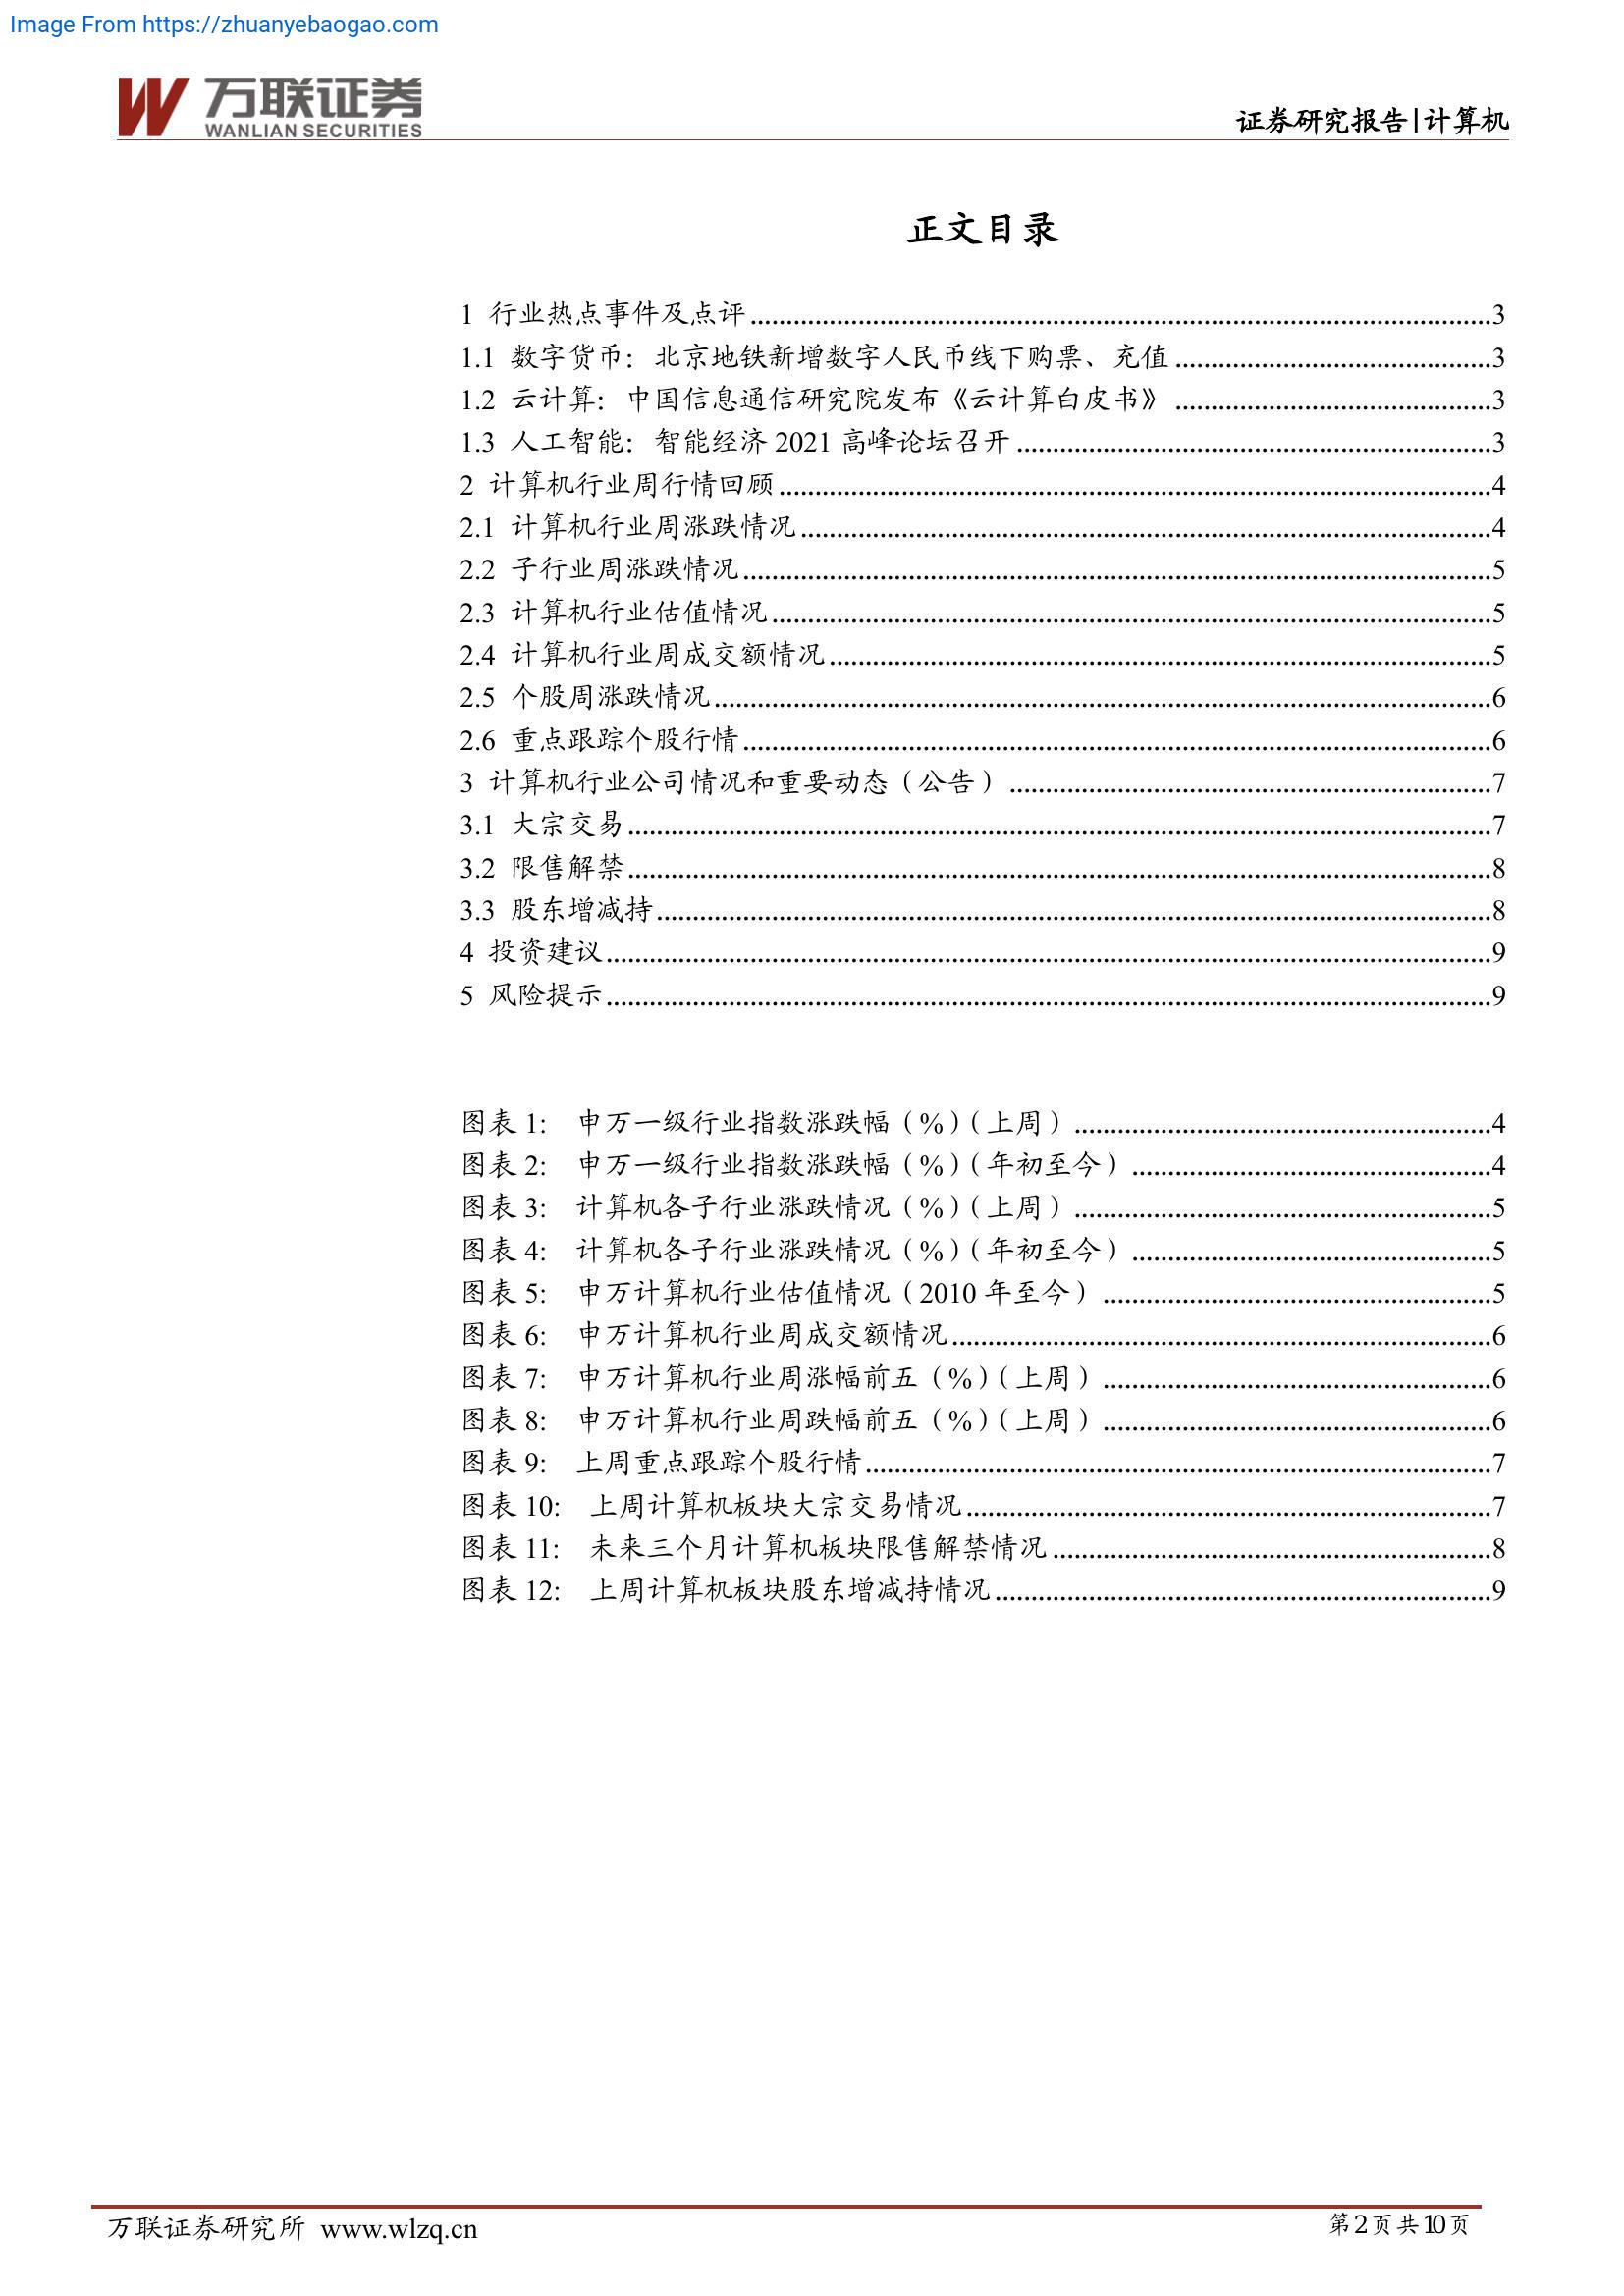 Image From https://zhuanyebaogao.com
万联证券
WANLIAN SECURITIES
证券研究报告|计算机
正文目录
1 行业热点事件及点评...3
1.1 数字货币：北京地铁新增数字人民币线下购票、充值...3
1.2 云计算：中国信息通信研究院发布《云计算白皮书》...3
1.3 人工智能：智能经济 2021 高峰论坛召开...3
2 计算机行业周行情回顾...4
2.1 计算机行业周涨跌情况...4
2.2 子行业周涨跌情况...5
2.3 计算机行业估值情况...5
2.4 计算机行业周成交额情况...5
2.5 个股周涨跌情况...6
2.6 重点跟踪个股行情...6
3 计算机行业公司情况和重要动态（公告）...7
3.1 大宗交易...7
3.2 限售解禁...8
3.3 股东增减持...8
4 投资建议...9
5 风险提示...9
图表 1: 申万一级行业指数涨跌幅（%）（上周）...4
图表 2: 申万一级行业指数涨跌幅（%）（年初至今）...4
图表 3: 计算机各子行业涨跌情况（%）（上周）...5
图表 4: 计算机各子行业涨跌情况（%）（年初至今）...5
图表 5: 申万计算机行业估值情况（2010 年至今）...5
图表 6: 申万计算机行业周成交额情况...6
图表 7: 申万计算机行业周涨幅前五（%）（上周）...6
图表 8: 申万计算机行业周跌幅前五（%）（上周）...6
图表 9: 上周重点跟踪个股行情...7
图表 10: 上周计算机板块大宗交易情况...7
图表 11: 未来三个月计算机板块限售解禁情况...8
图表 12: 上周计算机板块股东增减持情况...9
万联证券研究所 www.wlzq.cn
第 2 页 共 10 页